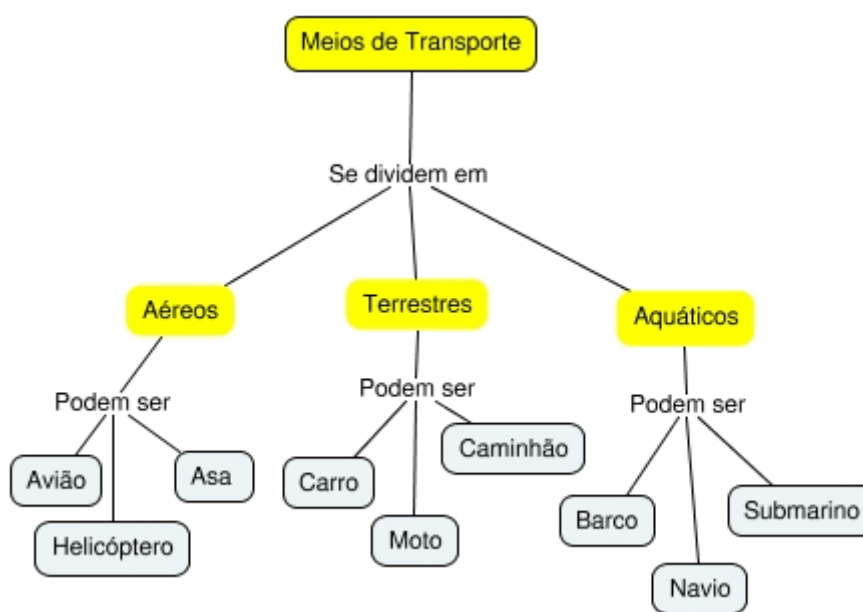 Meios de Transporte
Se dividem em
Aéreos
Terrestres
Aquáticos
Podem ser
Podem ser
Podem ser
Avião
Asa
Helicóptero
Carro
Caminhão
Moto
Barco
Submarino
Navio